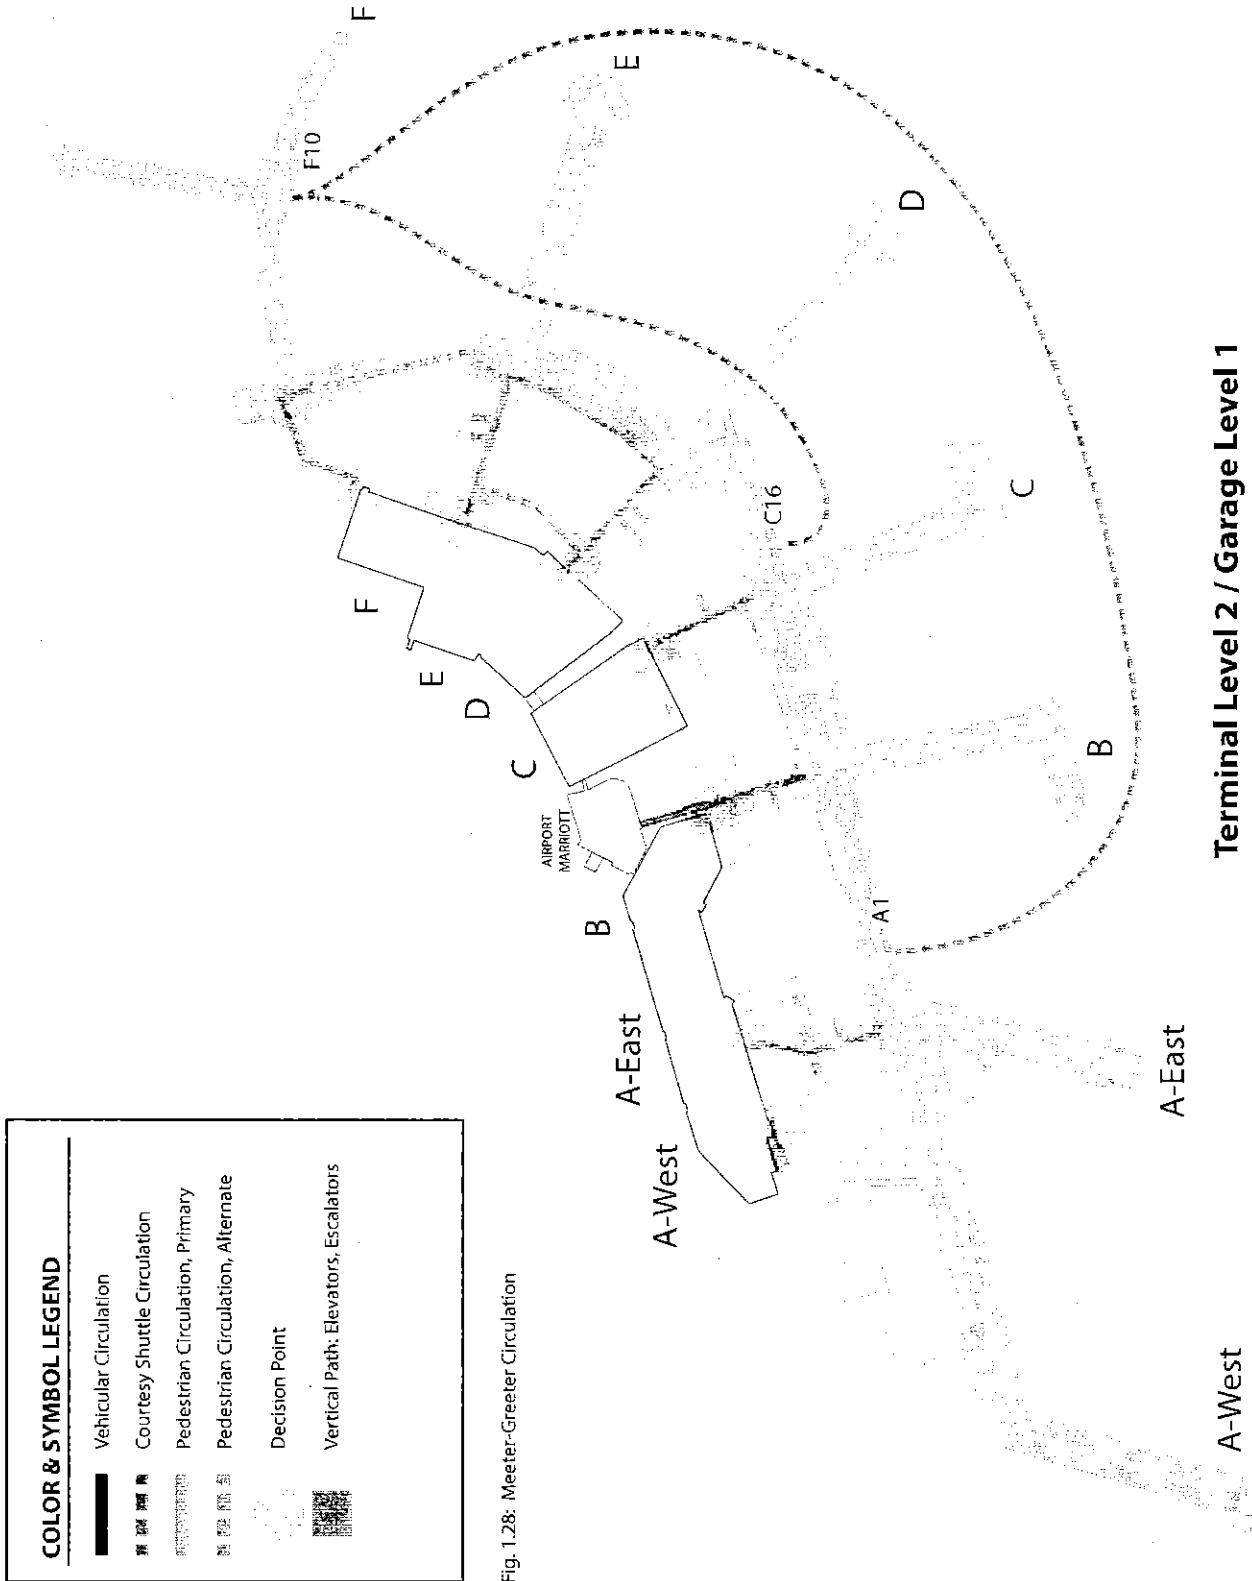 COLOR & SYMBOL LEGEND
Vehicular Circulation
Courtesy Shuttle Circulation
Pedestrian Circulation, Primary
Pedestrian Circulation, Alternate
Decision Point
Vertical Path: Elevators, Escalators
Fig. 1.28: Meeter-Greeter Circulation
A-West
A-East
B
AIRPORT
MARRIOTT
C
D
E
F
F
F10
E
D
C16
C
B
A1
A-East
A-West
Terminal Level 2 / Garage Level 1